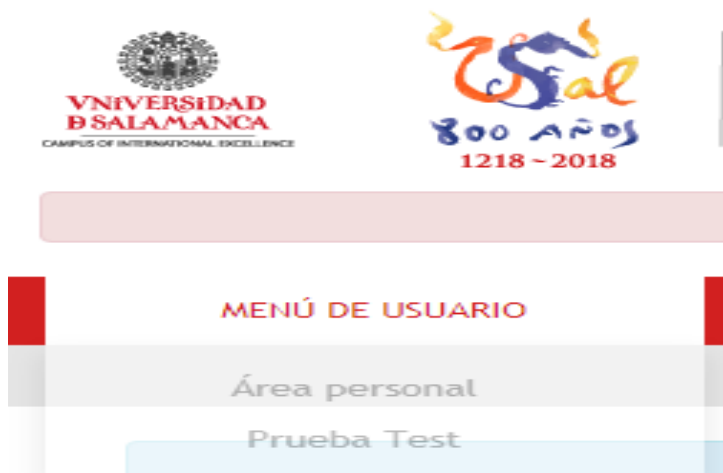 VNiVERSiDAD
D SALAMANCA
CAMPUS OF INTERNATIONAL EXCELLENCE
USal
800 AÑOS
1218 ~ 2018
MENÚ DE USUARIO
Área personal
Prueba Test